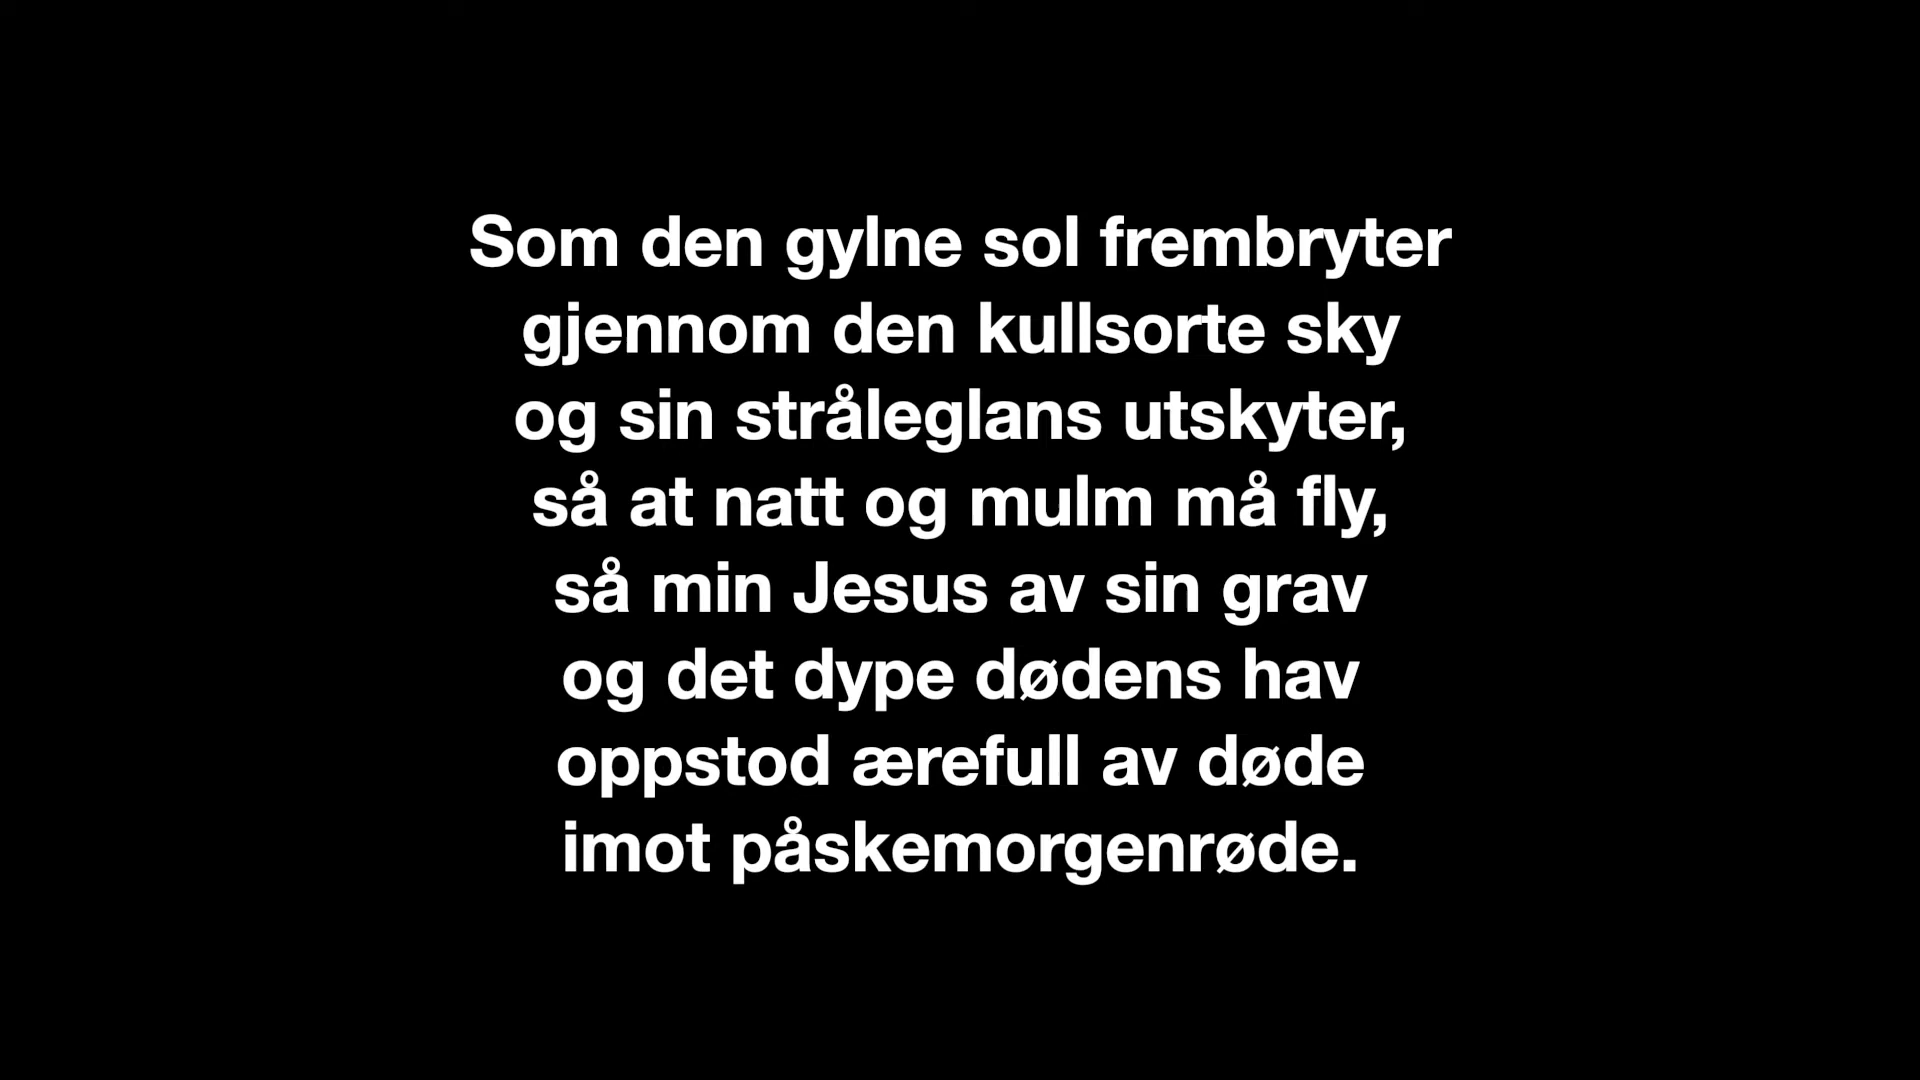 Som den gylne sol frembryter
gjennom den kullsorte sky
og sin stråleglans utskyter,
så at natt og mulm må fly,
så min Jesus av sin grav
og det dype dødens hav
oppstod ærefull av døde
imot påskemorgenrøde.